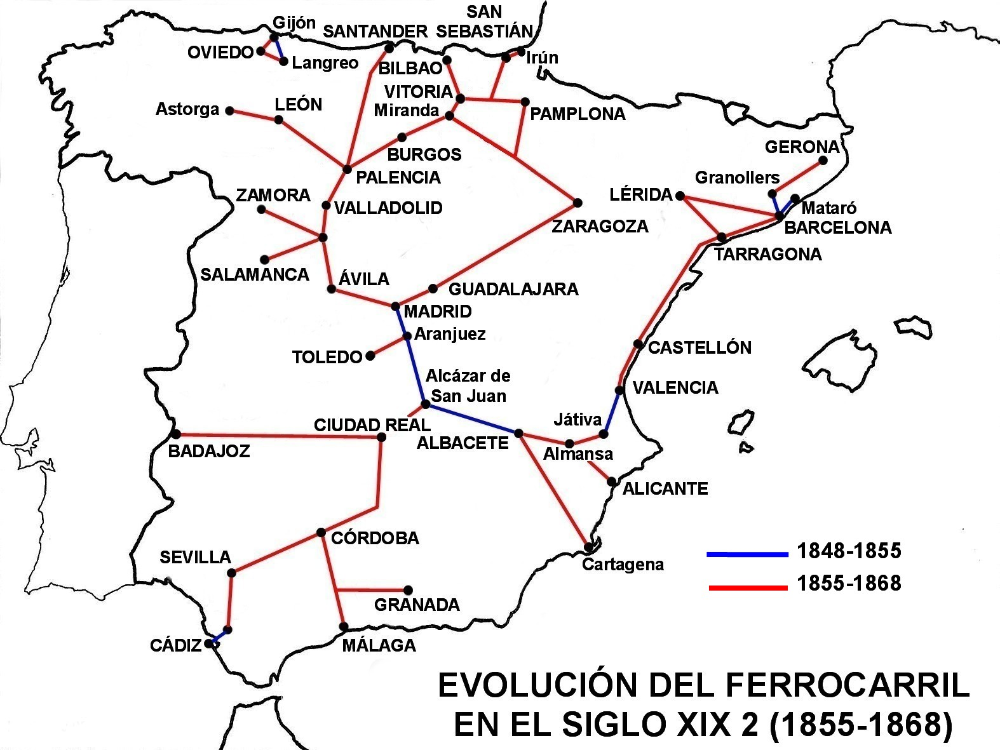 SAN
SANTANDER SEBASTIÁN
Gijón
OVIEDO
Langreo
BILBAO
Irún
VITORIA
Miranda
PAMPLONA
Astorga
LEÓN
BURGOS
GERONA
PALENCIA
Granollers
ZAMORA
VALLADOLID
LÉRIDA
Mataró
ZARAGOZA
BARCELONA
TARRAGONA
SALAMANCA
ÁVILA
GUADALAJARA
MADRID
Aranjuez
TOLEDO
CASTELLÓN
Alcázar de
San Juan
VALENCIA
CIUDAD REAL
Játiva
ALBACETE
BADAJOZ
Almansa
ALICANTE
CÓRDOBA
SEVILLA
Cartagena
1848-1855
1855-1868
GRANADA
CÁDIZ
MÁLAGA
EVOLUCIÓN DEL FERROCARRIL
EN EL SIGLO XIX 2 (1855-1868)